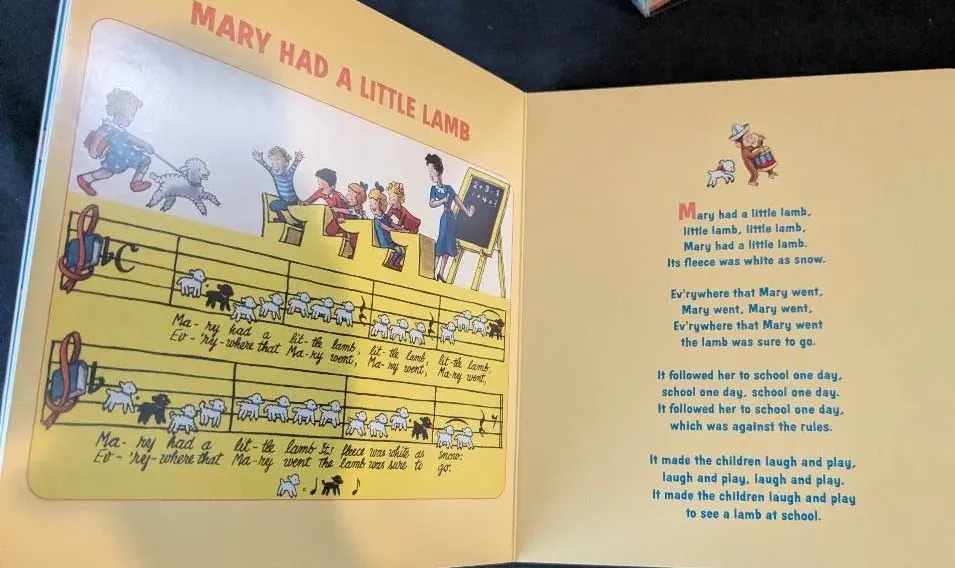 MARY HAD A LITTLE LAMB
Ma- ry had a lit- tle lamb, lit- tle lamb, lit- tle lamb.
Ev- 'ry-where that Ma- ry went, Ma- ry went, Ma- ry went,
Ma- ry had a lit- tle lamb Its fleece was white as snow.
Ev- 'ry-where that Ma- ry went The lamb was sure to go.
Mary had a little lamb,
little lamb, little lamb,
Mary had a little lamb.
Its fleece was white as snow.
Ev'rywhere that Mary went,
Mary went, Mary went,
Ev'rywhere that Mary went
the lamb was sure to go.
It followed her to school one day,
school one day, school one day.
It followed her to school one day,
which was against the rules.
It made the children laugh and play,
laugh and play, laugh and play.
It made the children laugh and play
to see a lamb at school.